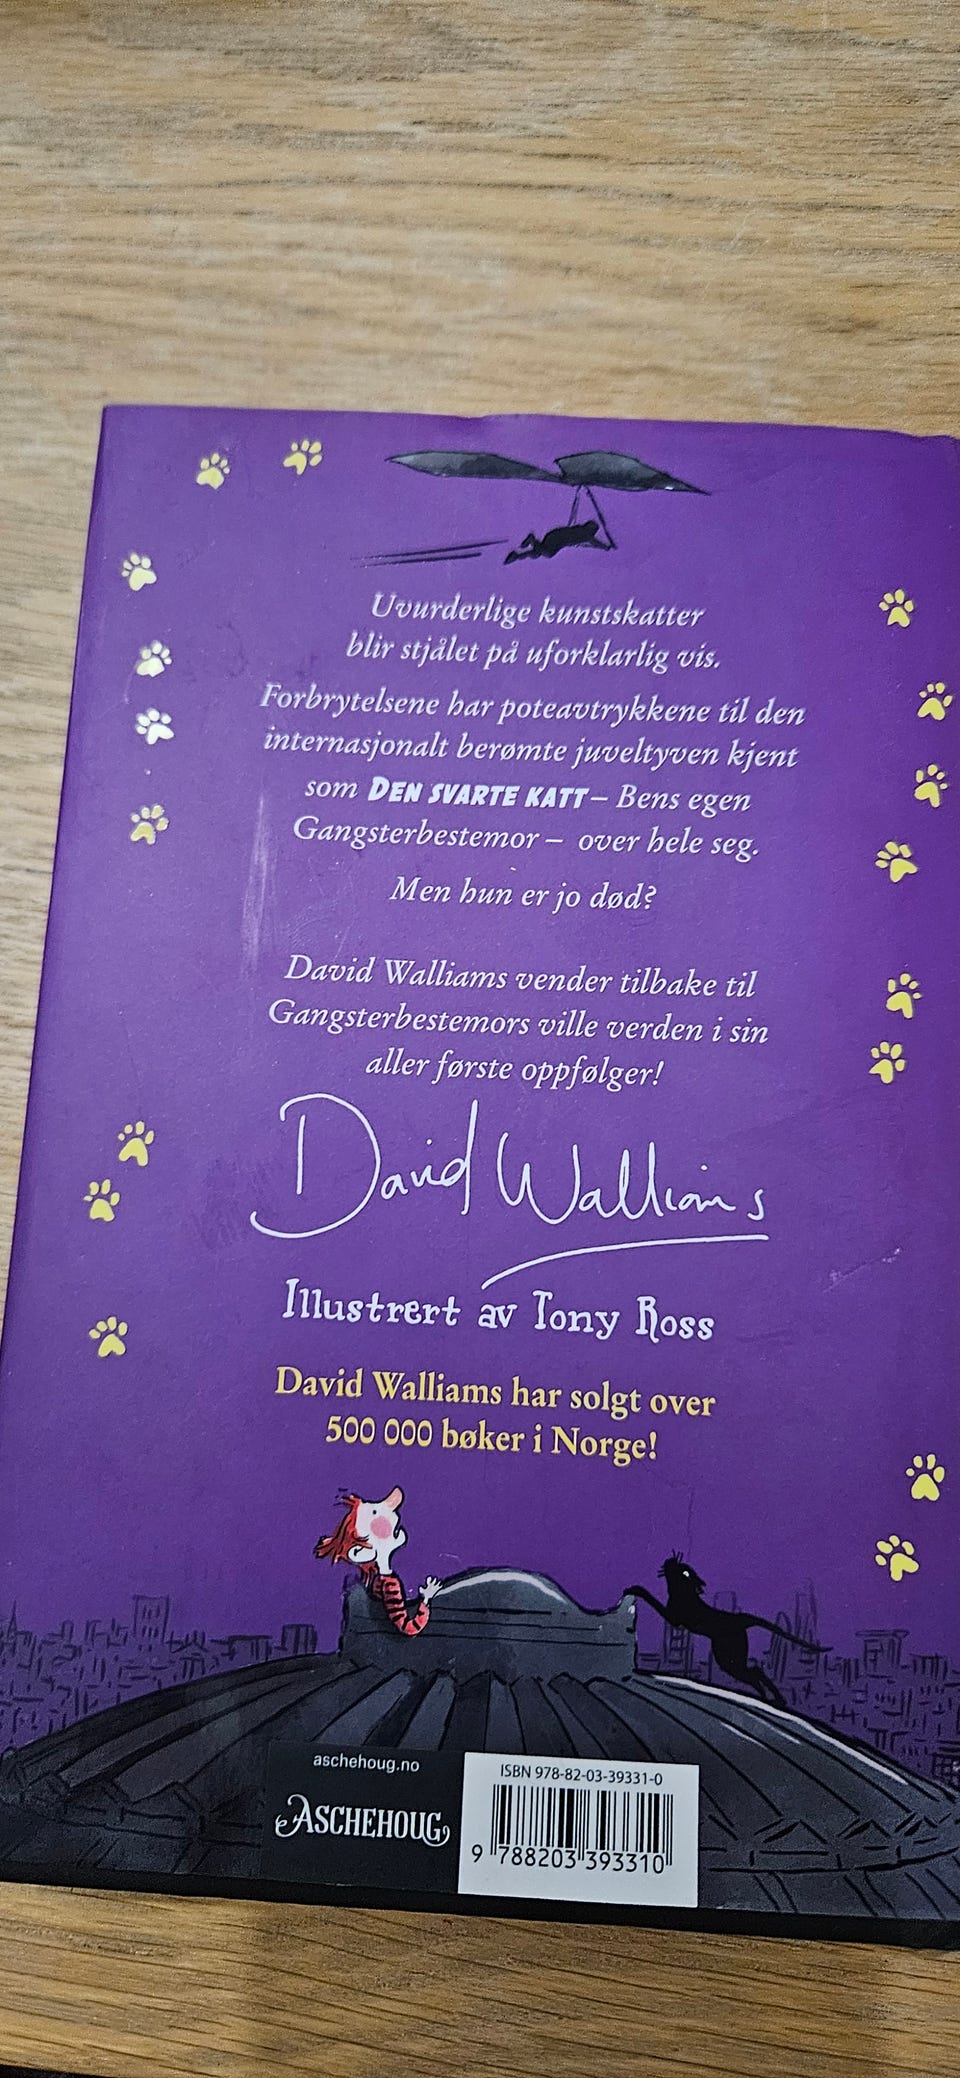 Uvurderlige kunstskatter
blir stjålet på uforklarlig vis.
Forbrytelsene har poteavtrykkene til den
internasjonalt berømte juveltyven kjent
som DEN SVARTE KATT – Bens egen
Gangsterbestemor – over hele seg.
Men hun er jo død?
David Walliams vender tilbake til
Gangsterbestemors ville verden i sin
aller første oppfølger!
David Walliams
Illustrert av Tony Ross
David Walliams har solgt over
500 000 bøker i Norge!
aschehoug.no
ASCHEHOUG
ISBN 978-82-03-39331-0
9 788203 393310